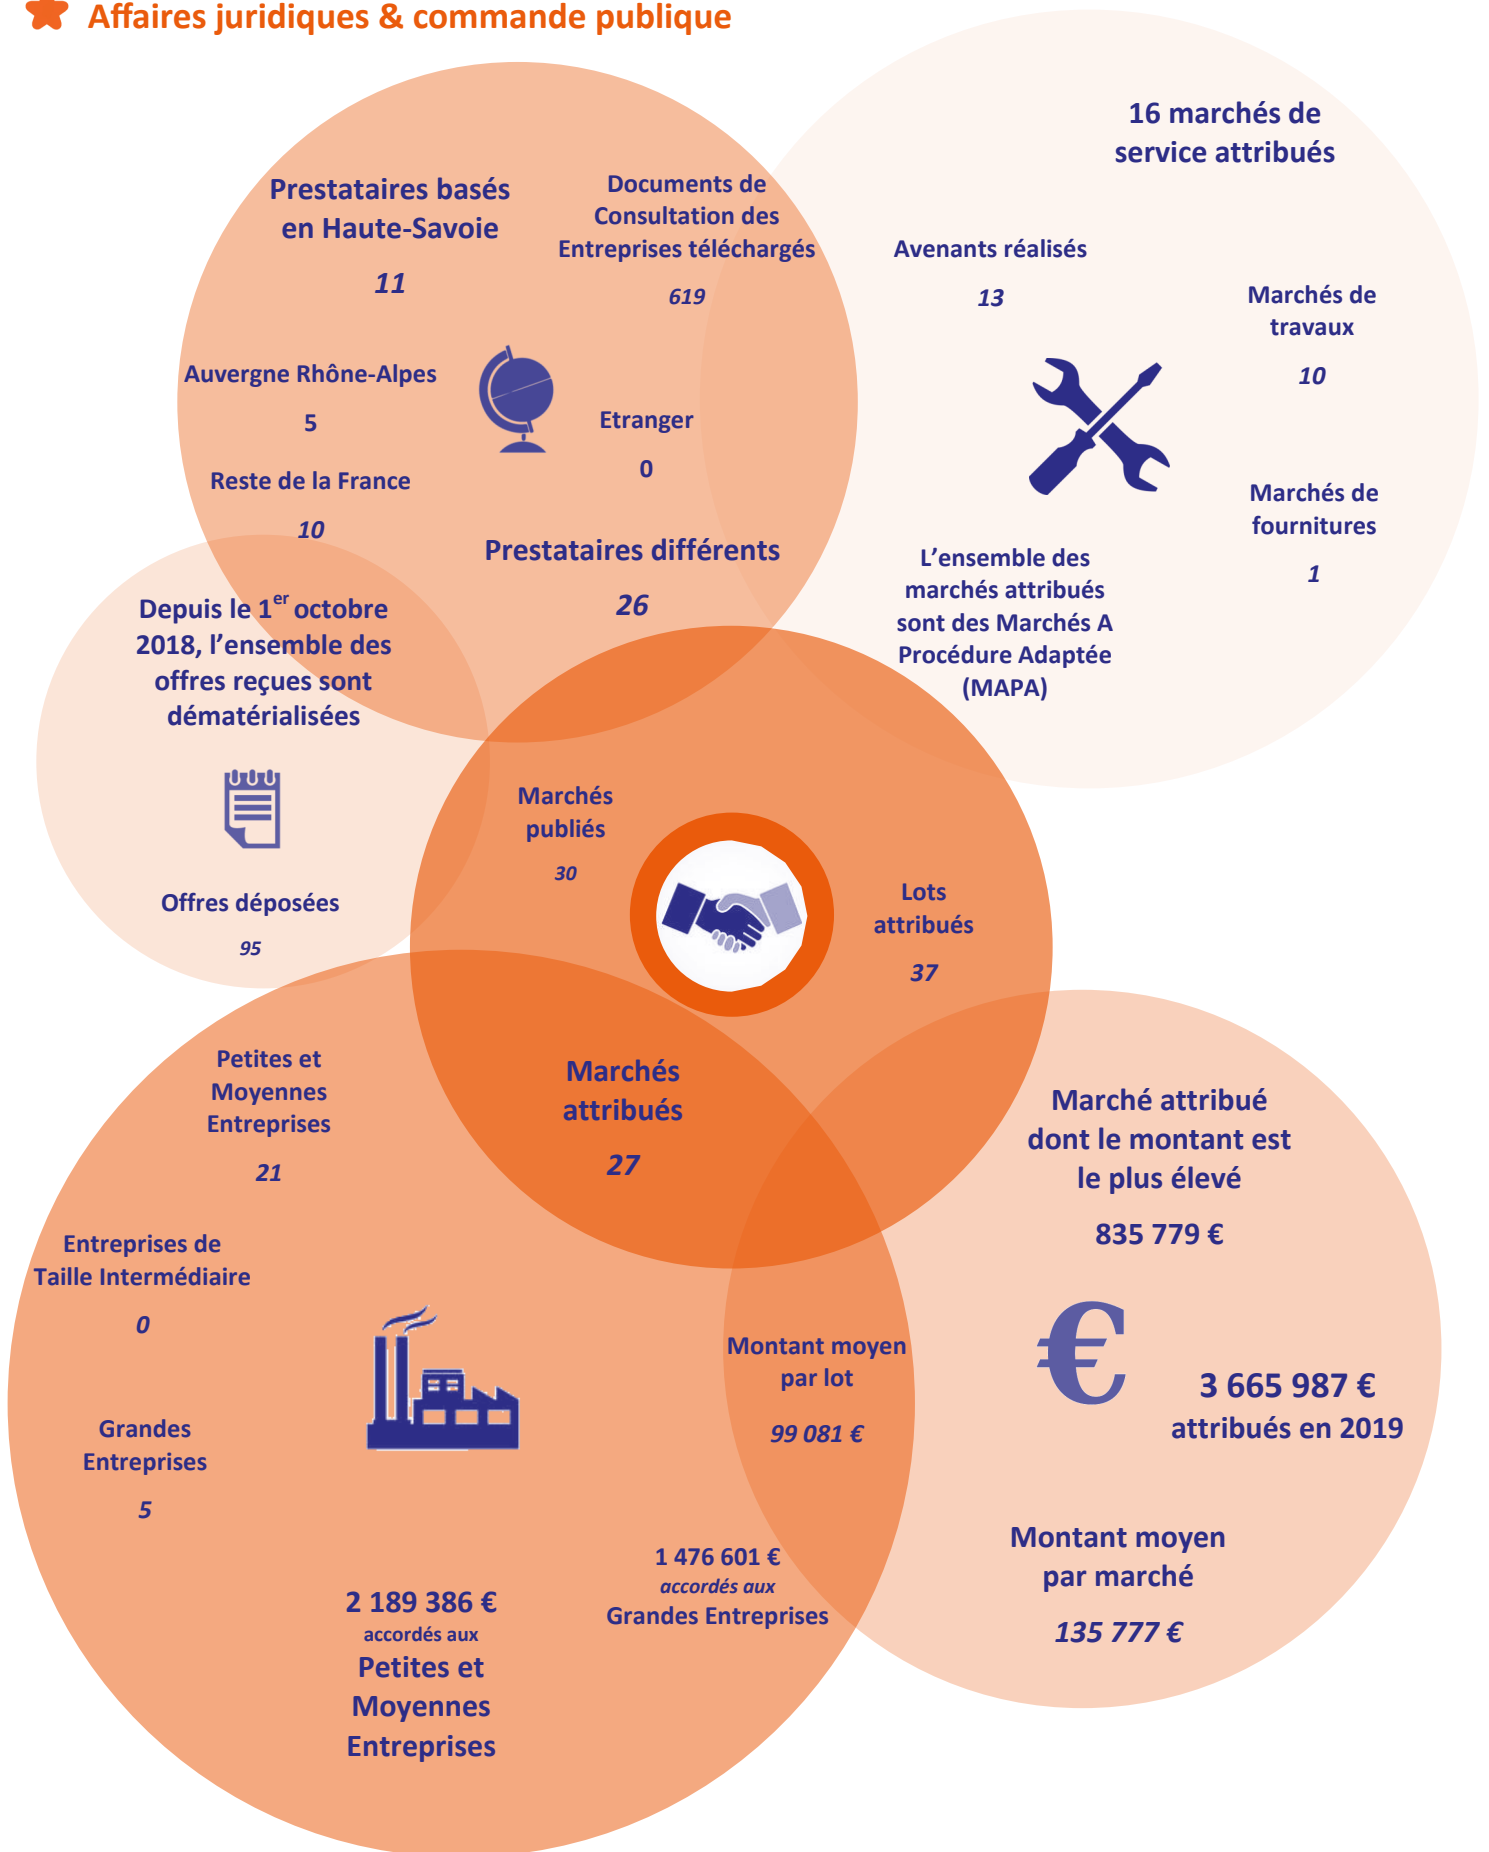 Affaires juridiques & commande publique
16 marchés de
service attribués
Prestataires basés
en Haute-Savoie
11
Documents de
Consultation des
Entreprises téléchargés
619
Avenants réalisés
13
Marchés de
travaux
10
Auvergne Rhône-Alpes
5
Etranger
0
Reste de la France
10
Marchés de
fournitures
1
Prestataires différents
26
L’ensemble des
marchés attribués
sont des Marchés A
Procédure Adaptée
(MAPA)
Depuis le 1er octobre
2018, l’ensemble des
offres reçues sont
dématérialisées
Offres déposées
95
Marchés
publiés
30
Lots
attribués
37
Marchés
attribués
27
Petites et
Moyennes
Entreprises
21
Entreprises de
Taille Intermédiaire
0
Grandes
Entreprises
5
Marché attribué
dont le montant est
le plus élevé
835 779 €
€
3 665 987 €
attribués en 2019
Montant moyen
par lot
99 081 €
Montant moyen
par marché
135 777 €
1 476 601 €
accordés aux
Grandes Entreprises
2 189 386 €
accordés aux
Petites et
Moyennes
Entreprises